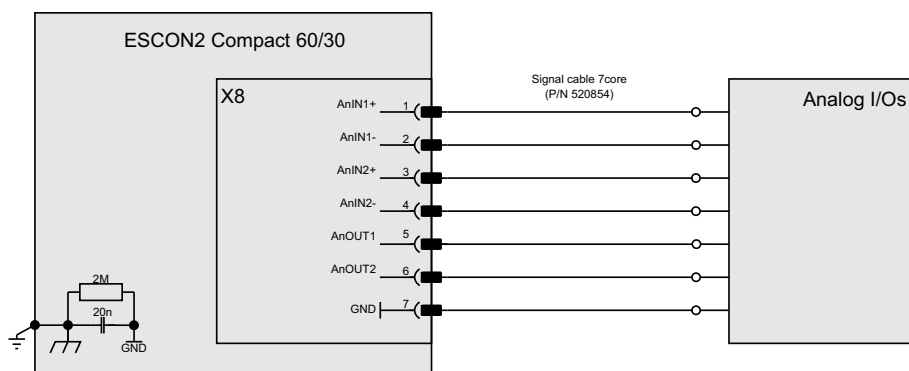 ESCON2 Compact 60/30
X8
Signal cable 7core
(P/N 520854)
Analog I/Os
AnIN1+ 1
AnIN1- 2
AnIN2+ 3
AnIN2- 4
AnOUT1 5
AnOUT2 6
GND 7
2M
20n
GND